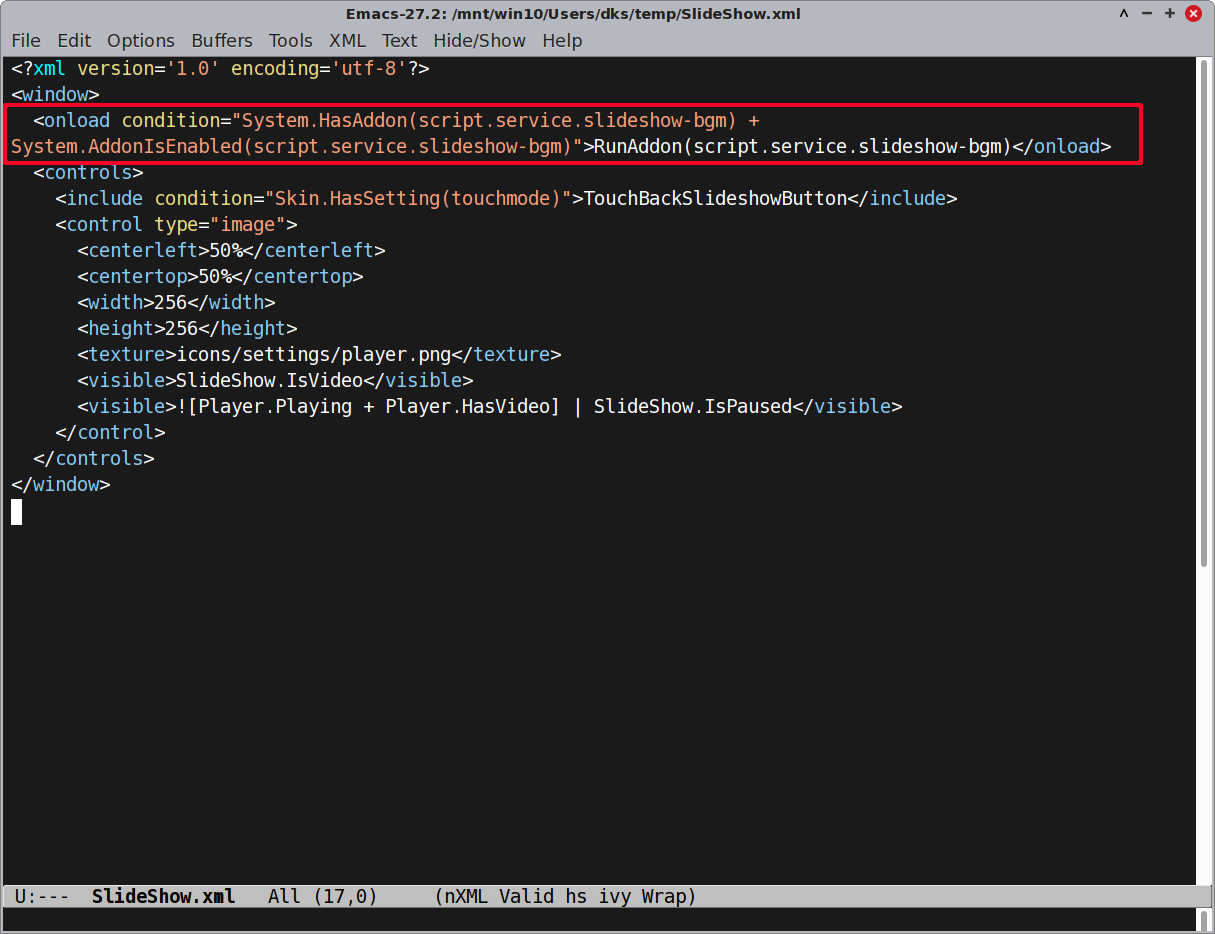 Emacs-27.2: /mnt/win10/Users/dks/temp/SlideShow.xml
File Edit Options Buffers Tools XML Text Hide/Show Help
<?xml version='1.0' encoding='utf-8'?>
<window>
  <onload condition="System.HasAddon(script.service.slideshow-bgm) +
System.AddonIsEnabled(script.service.slideshow-bgm)">RunAddon(script.service.slideshow-bgm)</onload>
  <controls>
    <include condition="Skin.HasSetting(touchmode)">TouchBackSlideshowButton</include>
    <control type="image">
      <centerleft>50%</centerleft>
      <centertop>50%</centertop>
      <width>256</width>
      <height>256</height>
      <texture>icons/settings/player.png</texture>
      <visible>SlideShow.IsVideo</visible>
      <visible>![Player.Playing + Player.HasVideo] | SlideShow.IsPaused</visible>
    </control>
  </controls>
</window>
U:---  SlideShow.xml   All (17,0)     (nXML Valid hs ivy Wrap)